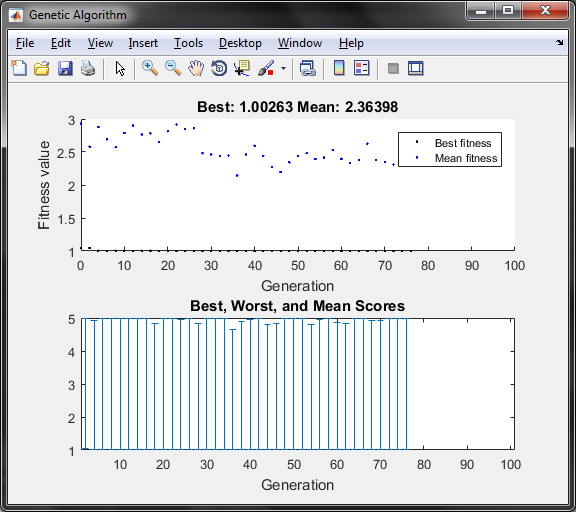 Genetic Algorithm
File Edit View Insert Tools Desktop Window Help
Best: 1.00263 Mean: 2.36398
3
2.5
2
1.5
1
Fitness value
Best fitness
Mean fitness
0 10 20 30 40 50 60 70 80 90 100
Generation
Best, Worst, and Mean Scores
5
4
3
2
1
10 20 30 40 50 60 70 80 90 100
Generation